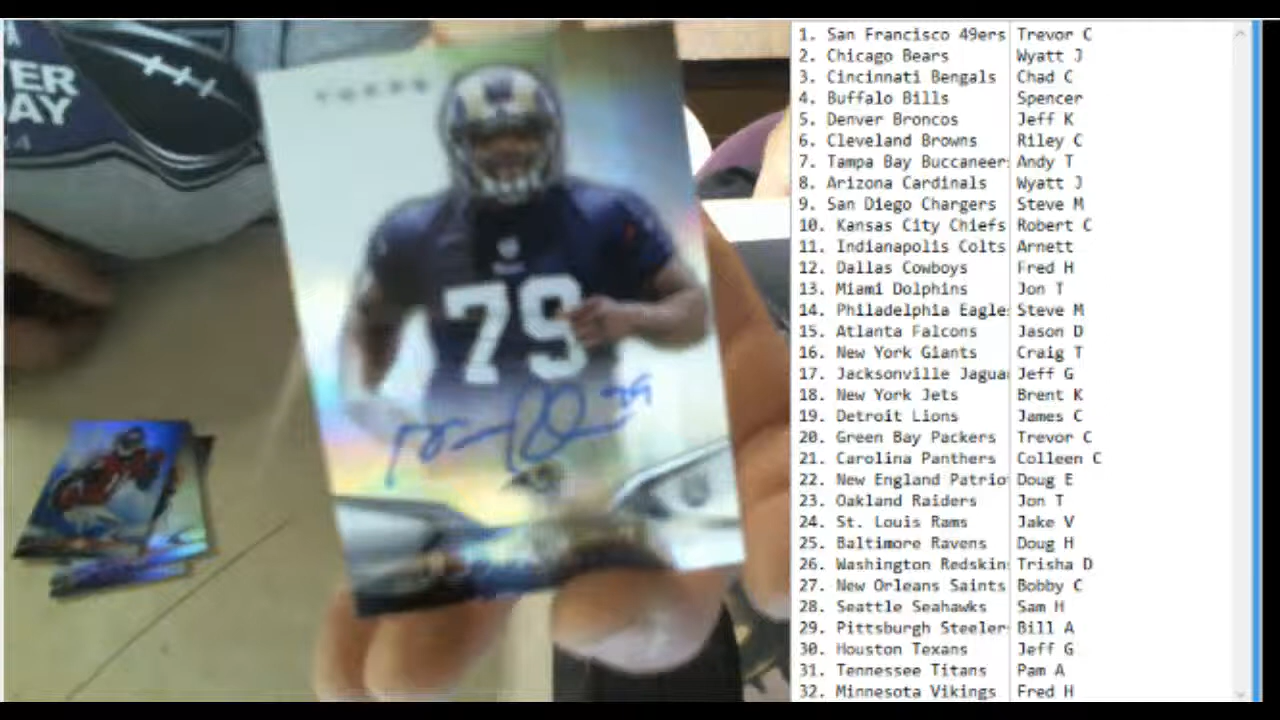 ER
AY
4
79
79
1. San Francisco 49ers Trevor C
2. Chicago Bears Wyatt J
3. Cincinnati Bengals Chad C
4. Buffalo Bills Spencer
5. Denver Broncos Jeff K
6. Cleveland Browns Riley C
7. Tampa Bay Buccaneer Andy T
8. Arizona Cardinals Wyatt J
9. San Diego Chargers Steve M
10. Kansas City Chiefs Robert C
11. Indianapolis Colts Arnett
12. Dallas Cowboys Fred H
13. Miami Dolphins Jon T
14. Philadelphia Eagle Steve M
15. Atlanta Falcons Jason D
16. New York Giants Craig T
17. Jacksonville Jagua Jeff G
18. New York Jets Brent K
19. Detroit Lions James C
20. Green Bay Packers Trevor C
21. Carolina Panthers Colleen C
22. New England Patrio Doug E
23. Oakland Raiders Jon T
24. St. Louis Rams Jake V
25. Baltimore Ravens Doug H
26. Washington Redskin Trisha D
27. New Orleans Saints Bobby C
28. Seattle Seahawks Sam H
29. Pittsburgh Steeler Bill A
30. Houston Texans Jeff G
31. Tennessee Titans Pam A
32. Minnesota Vikings Fred H